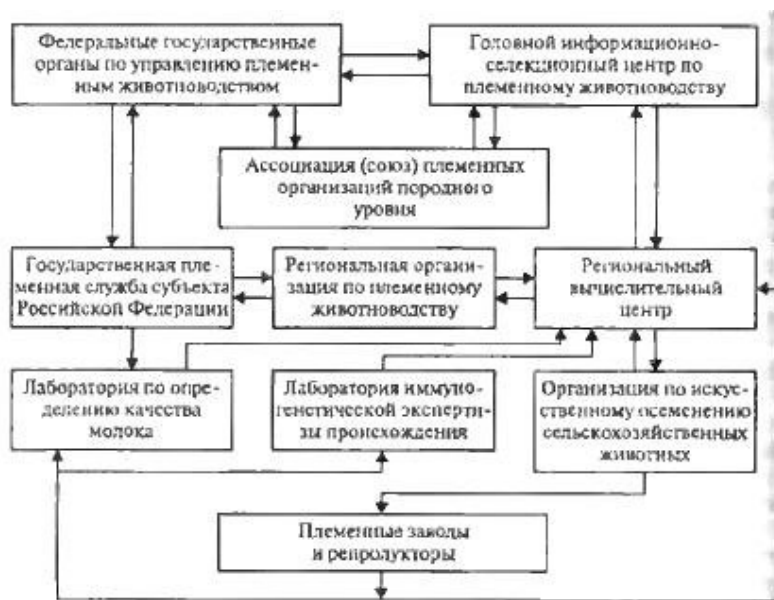 Федеральные государственные
органы по управлению племен-
ным животноводством
Головной информационно-
селекционный центр по
племенному животноводству
Ассоциация (союз) племенных
организаций породного
уровня
Государственная пле-
менная служба субъекта
Российской Федерации
Региональная органи-
зация по племенному
животноводству
Региональный
вычислительный
центр
Лаборатория по опре-
делению качества
молока
Лаборатория иммуно-
генетической эксперти-
зы происхождения
Организация по искус-
ственному осеменению
сельскохозяйственных
животных
Племенные заводы
и репродукторы